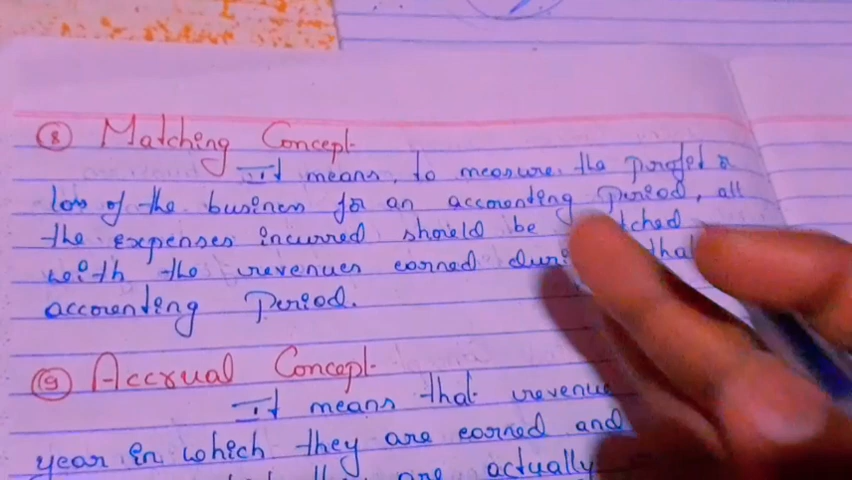 ⑧ Matching Concept
It means, to measure the profit or
loss of the business for an accounting Period, all
the expenses incurred should be
with the revenues earned that
accounting Period.
⑨ Accrual Concept
It means that revenue
year in which they are earned and
are actually